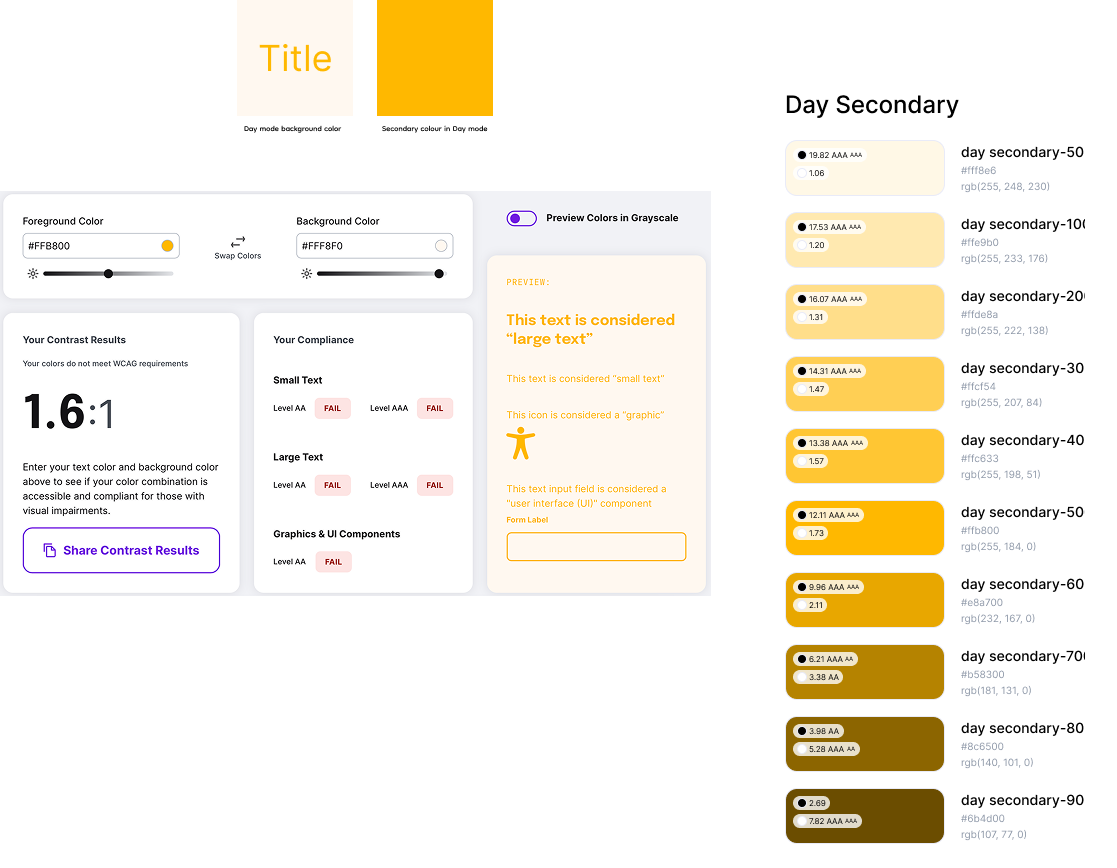 Title
Day mode background color
Secondary colour in Day mode
Foreground Color
#FFB800
Swap Colors
Background Color
#FFF8F0
Preview Colors in Grayscale
Your Contrast Results
Your colors do not meet WCAG requirements
1.6:1
Enter your text color and background color
above to see if your color combination is
accessible and compliant for those with
visual impairments.
Share Contrast Results
Your Compliance
Small Text
Level AA FAIL Level AAA FAIL
Large Text
Level AA FAIL Level AAA FAIL
Graphics & UI Components
Level AA FAIL
PREVIEW:
This text is considered
“large text”
This text is considered “small text”
This icon is considered a “graphic”
This text input field is considered a
“user interface (UI)” component
Form Label
Day Secondary
19.82 AAA AAA
1.06
day secondary-50
#fff8e6
rgb(255, 248, 230)
17.53 AAA AAA
1.20
day secondary-100
#ffe9b0
rgb(255, 233, 176)
16.07 AAA AAA
1.31
day secondary-20
#ffde8a
rgb(255, 222, 138)
14.31 AAA AAA
1.47
day secondary-30
#ffcf54
rgb(255, 207, 84)
13.38 AAA AAA
1.57
day secondary-40
#ffc633
rgb(255, 198, 51)
12.11 AAA AAA
1.73
day secondary-50
#ffb800
rgb(255, 184, 0)
9.96 AAA AAA
2.11
day secondary-60
#e8a700
rgb(232, 167, 0)
6.21 AAA AA
3.38 AA
day secondary-700
#b58300
rgb(181, 131, 0)
3.98 AA
5.28 AAA AA
day secondary-80
#8c6500
rgb(140, 101, 0)
2.69
7.82 AAA AAA
day secondary-90
#6b4d00
rgb(107, 77, 0)